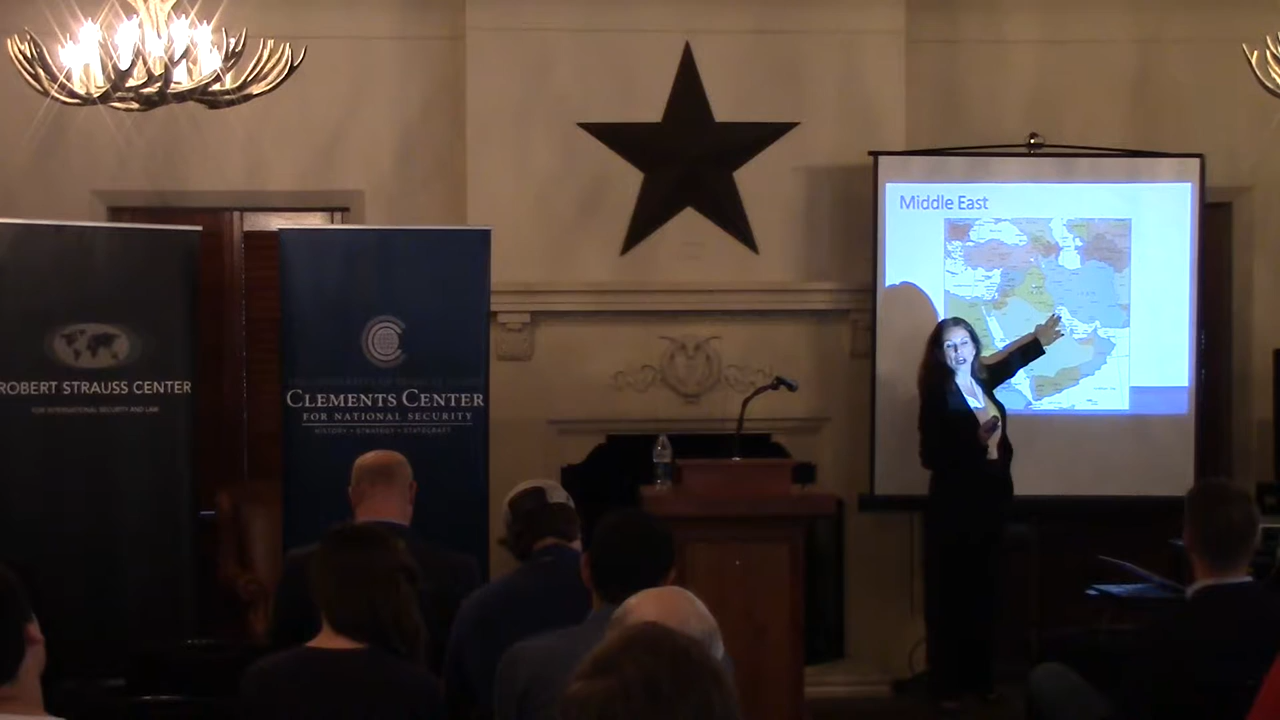 Middle East
ROBERT STRAUSS CENTER
FOR INTERNATIONAL SECURITY AND LAW
CLEMENTS CENTER
FOR NATIONAL SECURITY
HISTORY • STRATEGY • STATECRAFT